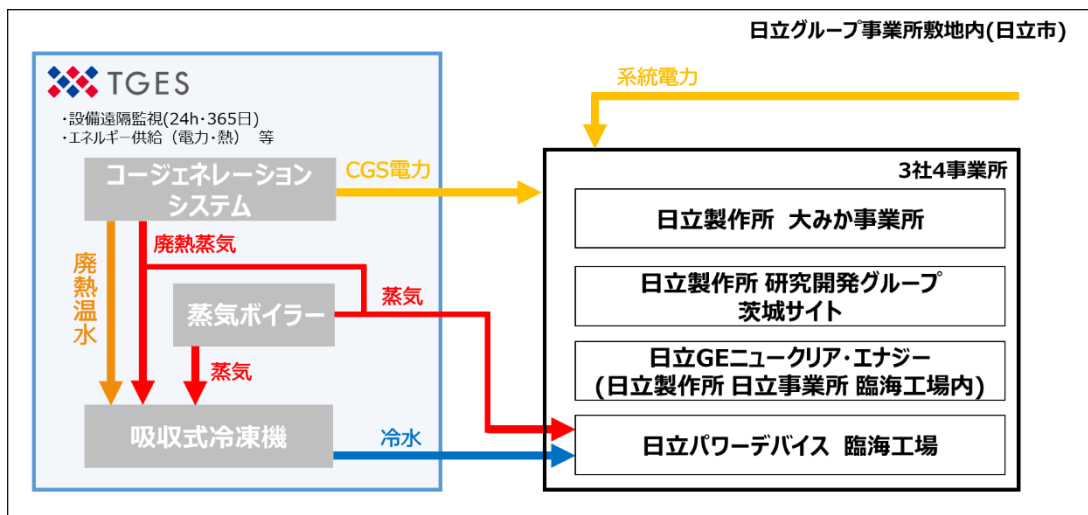 日立グループ事業所敷地内(日立市)
TGES
・設備遠隔監視(24h・365日)
・エネルギー供給（電力・熱） 等
系統電力
コージェネレーション
システム
CGS電力
廃熱蒸気
廃熱温水
蒸気ボイラー
蒸気
蒸気
吸収式冷凍機
冷水
3社4事業所
日立製作所 大みか事業所
日立製作所 研究開発グループ
茨城サイト
日立GEニュークリア・エナジー
(日立製作所 日立事業所 臨海工場内)
日立パワーデバイス 臨海工場